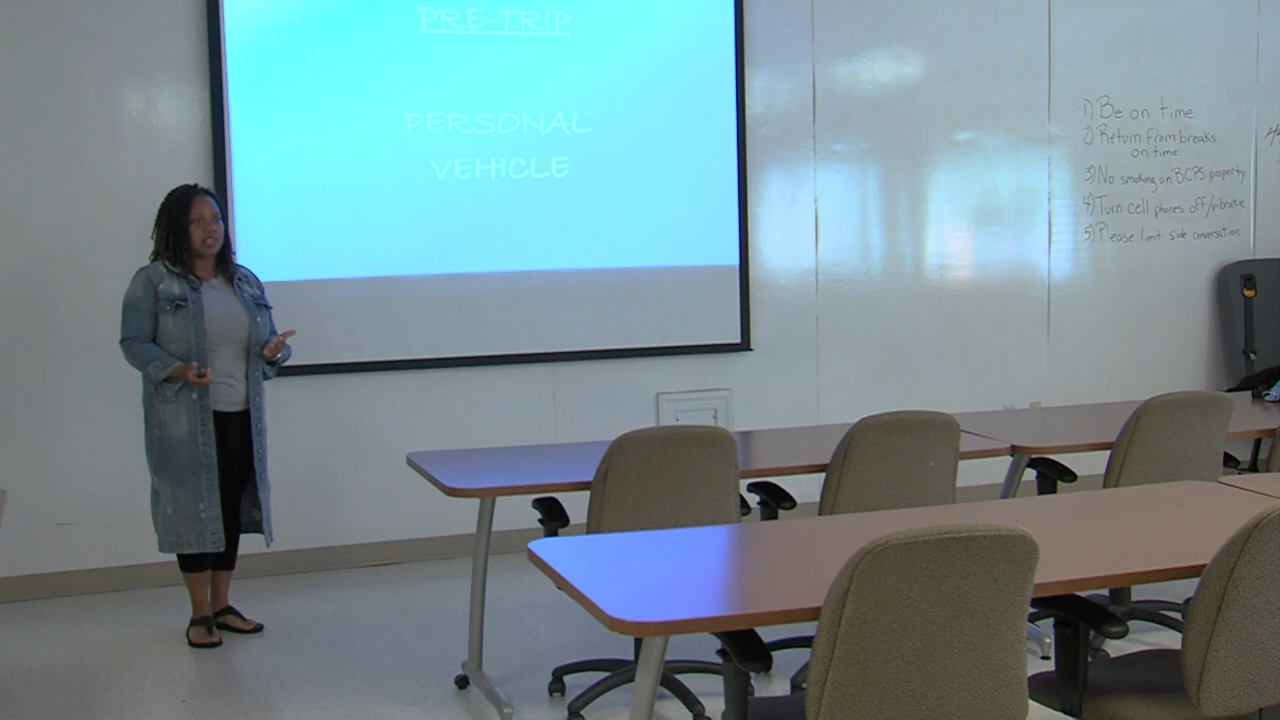 PRE-TRIP
PERSONAL
VEHICLE
1) Be on time
2) Return from breaks
on time
3) No smoking on BCPS property
4) Turn cell phones off/vibrate
5) Please limit side conversation